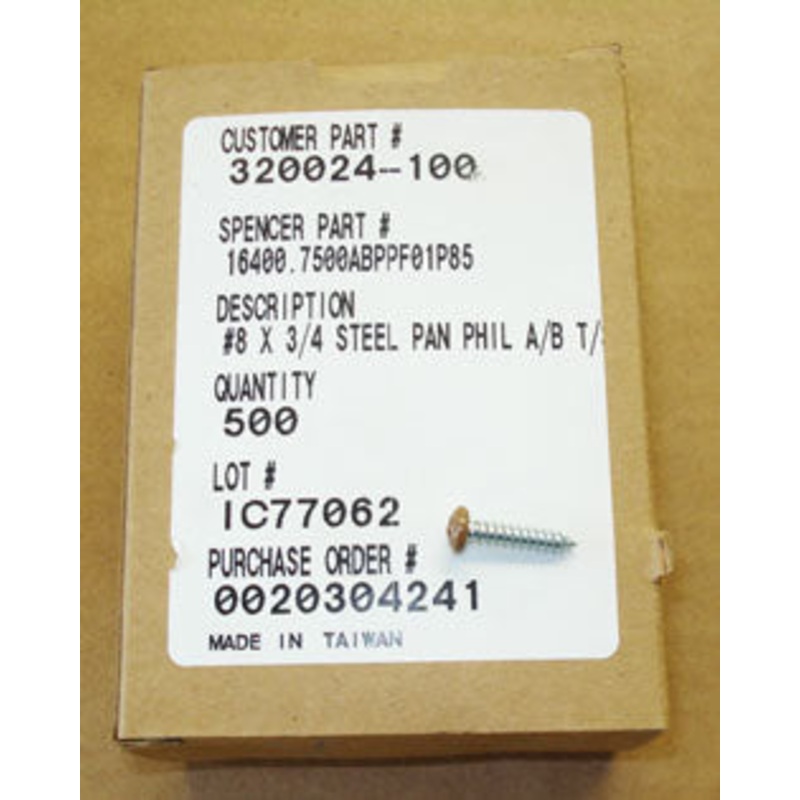 CUSTOMER PART #
320024-100
SPENCER PART #
16400.7500ABPPF01P85
DESCRIPTION
#8 X 3/4 STEEL PAN PHIL A/B T/
QUANTITY
500
LOT #
IC77062
PURCHASE ORDER #
0020304241
MADE IN TAIWAN